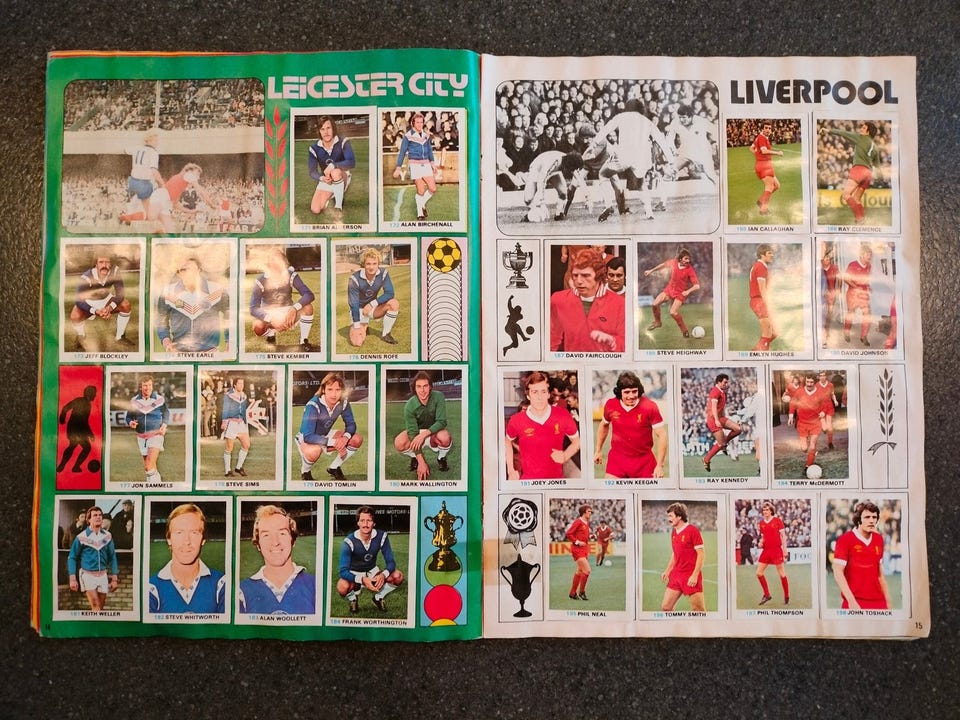 LEICESTER CITY
171 BRIAN ALDERSON
172 ALAN BIRCHENALL
173 JEFF BLOCKLEY
174 STEVE EARLE
175 STEVE KEMBER
176 DENNIS ROFE
177 JON SAMMELS
178 STEVE SIMS
179 DAVID TOMLIN
180 MARK WALLINGTON
181 KEITH WELLER
182 STEVE WHITWORTH
183 ALAN WOOLLETT
184 FRANK WORTHINGTON
14
LIVERPOOL
185 IAN CALLAGHAN
186 RAY CLEMENCE
187 DAVID FAIRCLOUGH
188 STEVE HEIGHWAY
189 EMLYN HUGHES
190 DAVID JOHNSON
191 JOEY JONES
192 KEVIN KEEGAN
193 RAY KENNEDY
194 TERRY McDERMOTT
195 PHIL NEAL
196 TOMMY SMITH
197 PHIL THOMPSON
198 JOHN TOSHACK
15